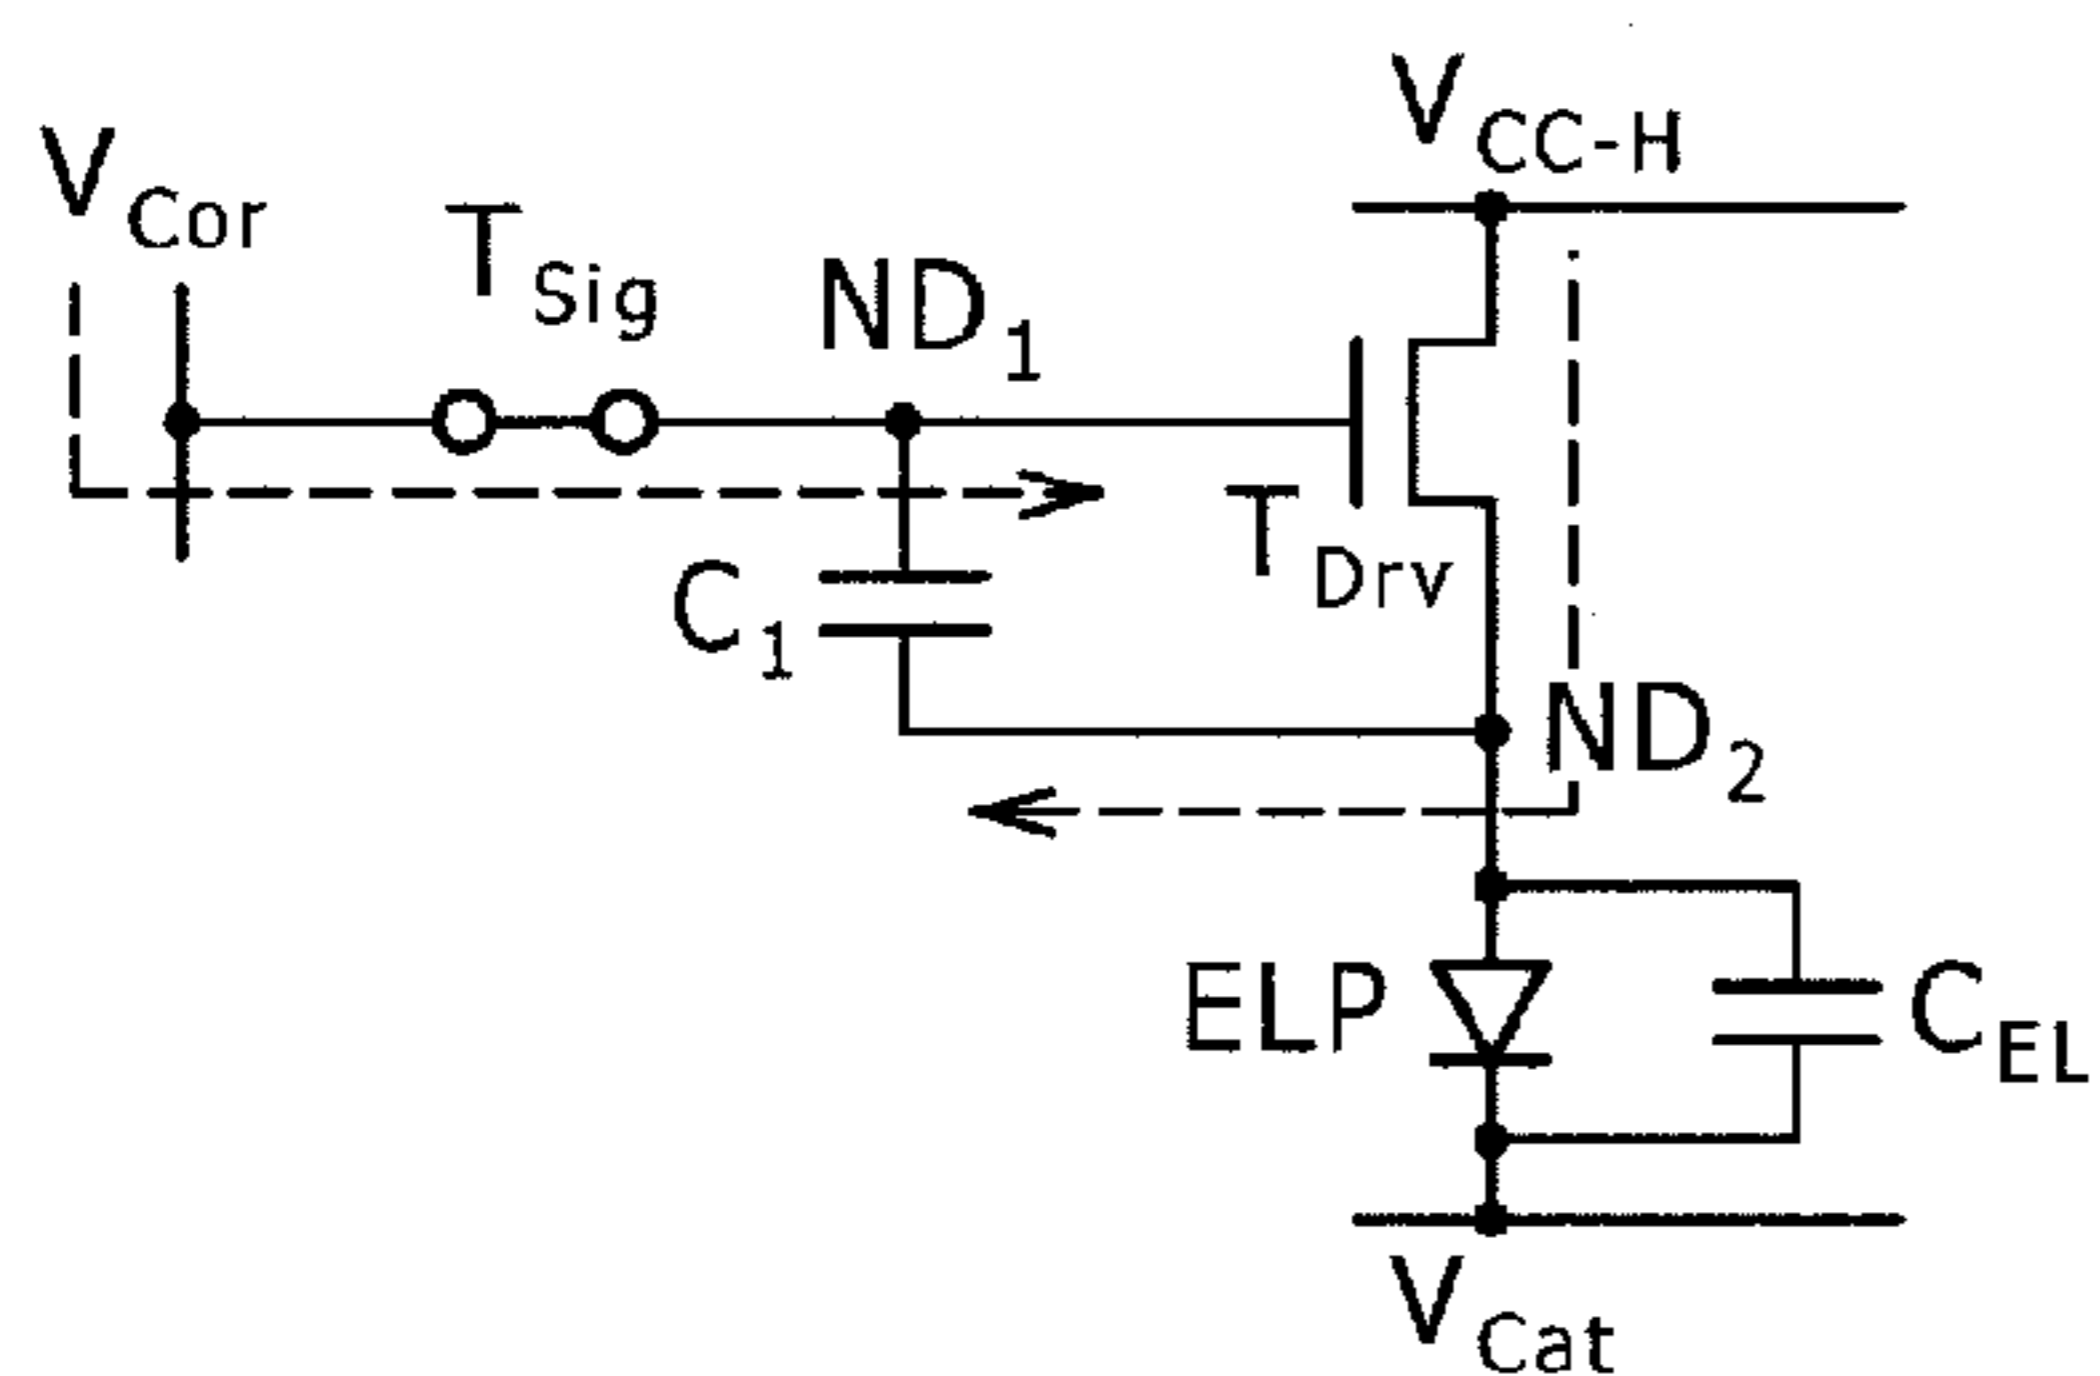 V_CC-H
V_Cor
T_Sig
ND_1
T_Drv
C_1
ND_2
ELP
C_EL
V_Cat